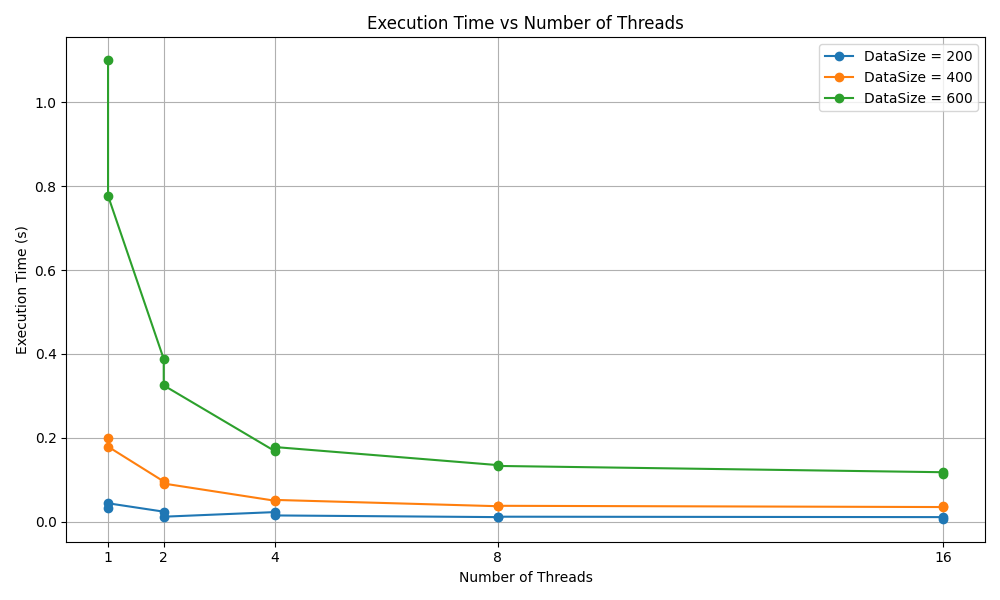 Execution Time vs Number of Threads
DataSize = 200
DataSize = 400
DataSize = 600
Execution Time (s)
1.0
0.8
0.6
0.4
0.2
0.0
1 2 4 8 16
Number of Threads